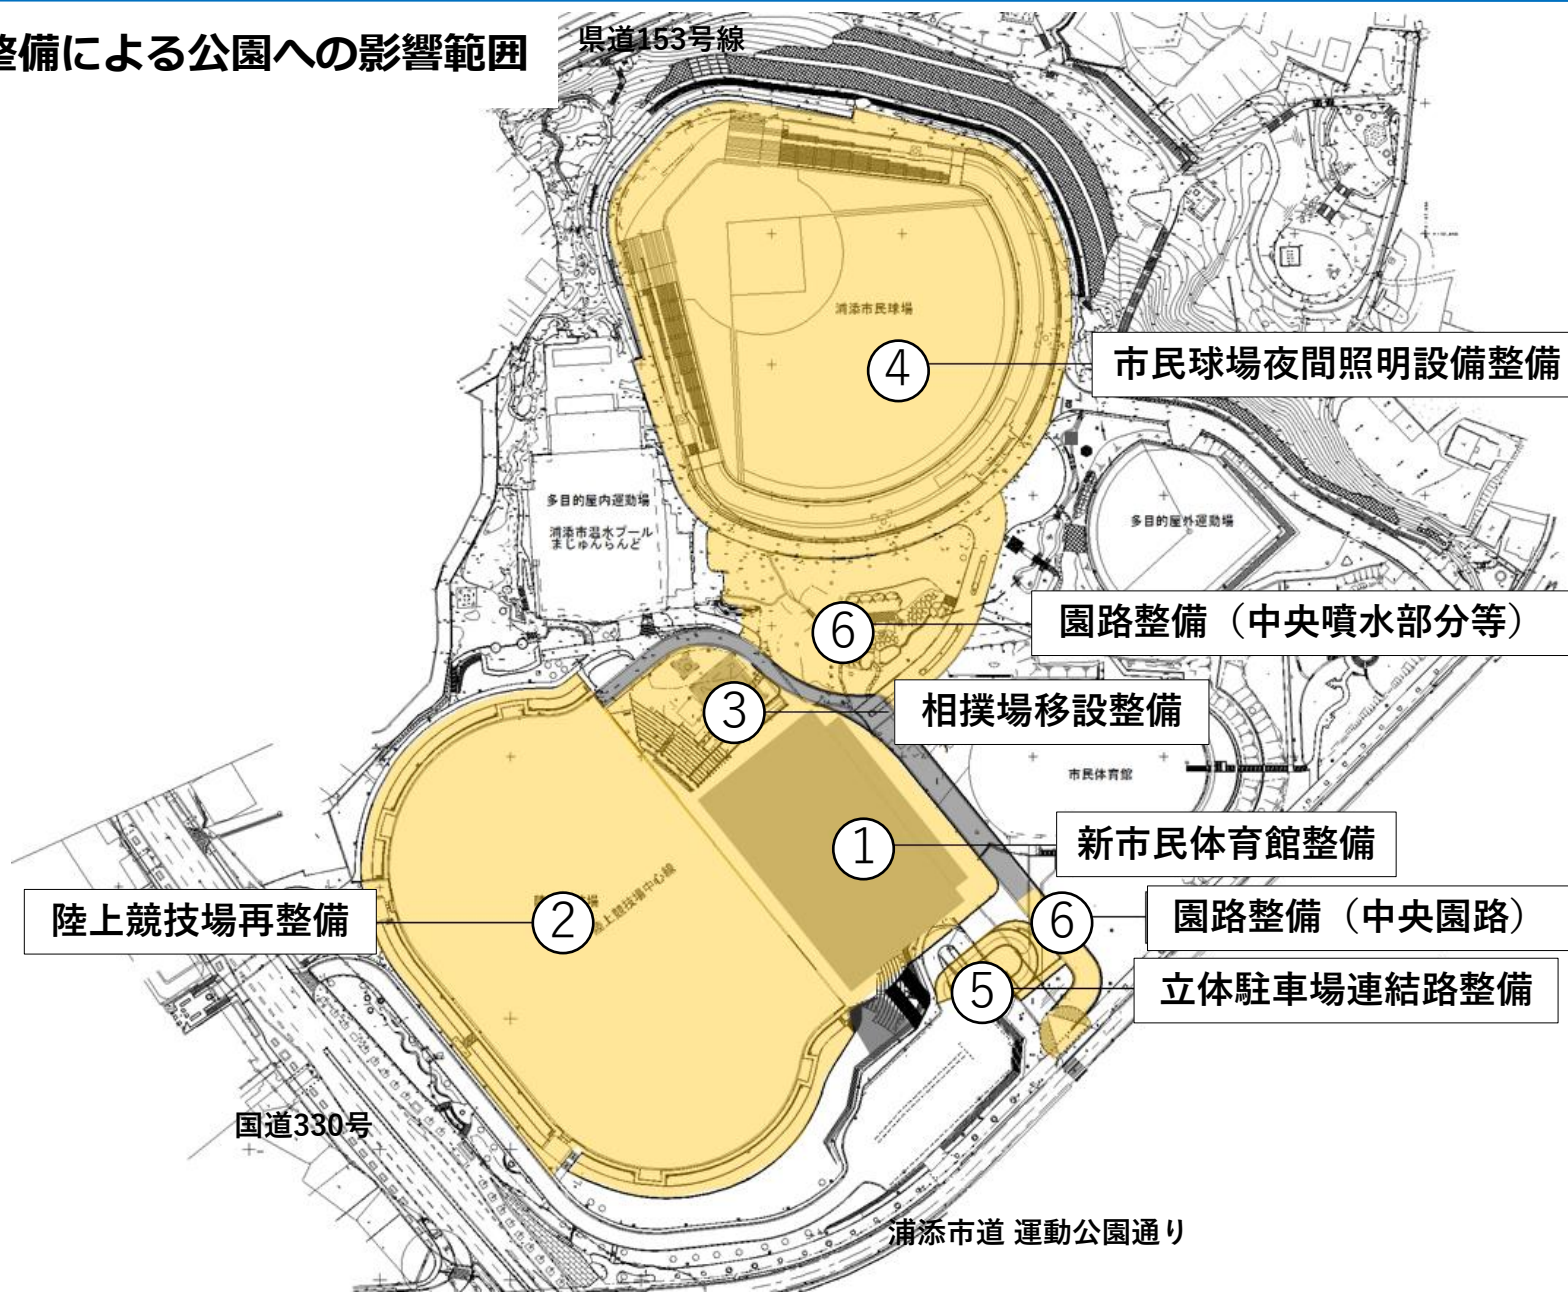 整備による公園への影響範囲
県道153号線
浦添市民球場
④
市民球場夜間照明設備整備
多目的屋内運動場
浦添市温水プール
まじゅんらんど
多目的屋外運動場
⑥
園路整備（中央噴水部分等）
③
相撲場移設整備
市民体育館
①
新市民体育館整備
陸上競技場再整備
②
陸上競技場中心線
⑥
園路整備（中央園路）
⑤
立体駐車場連結路整備
国道330号
浦添市道 運動公園通り